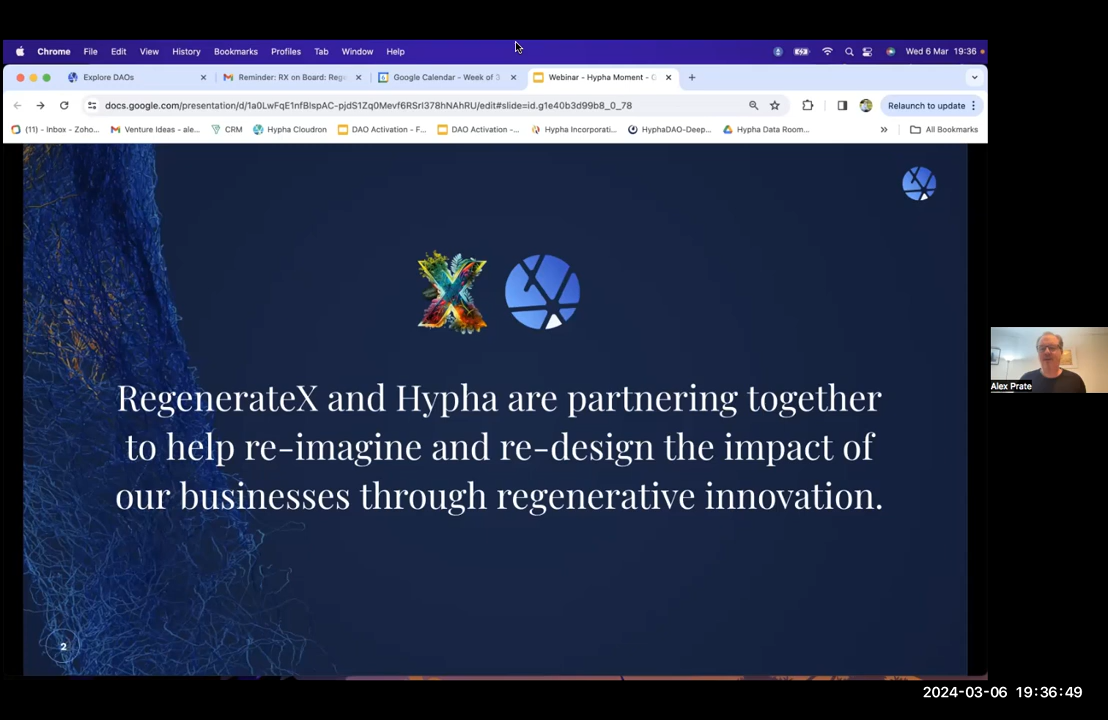 Chrome File Edit View History Bookmarks Profiles Tab Window Help Wed 6 Mar 19:36
Explore DAOs Reminder: RX on Board: Reg Google Calendar - Week of 3 Webinar - Hypha Moment - G
docs.google.com/presentation/d/1a0LwFqE1nfBlspAC-pjdS1Zq0Mevf6RSrl378hNAhRU/edit#slide=id.g1e40b3d99b8_0_78 Relaunch to update
(11) - Inbox - Zoho... Venture Ideas - ale... CRM Hypha Cloudron DAO Activation - F... DAO Activation -... Hypha Incorporati... HyphaDAO-Deep... Hypha Data Room... » All Bookmarks
RegenerateX and Hypha are partnering together
to help re-imagine and re-design the impact of
our businesses through regenerative innovation.
2
Alex Prate
2024-03-06 19:36:49